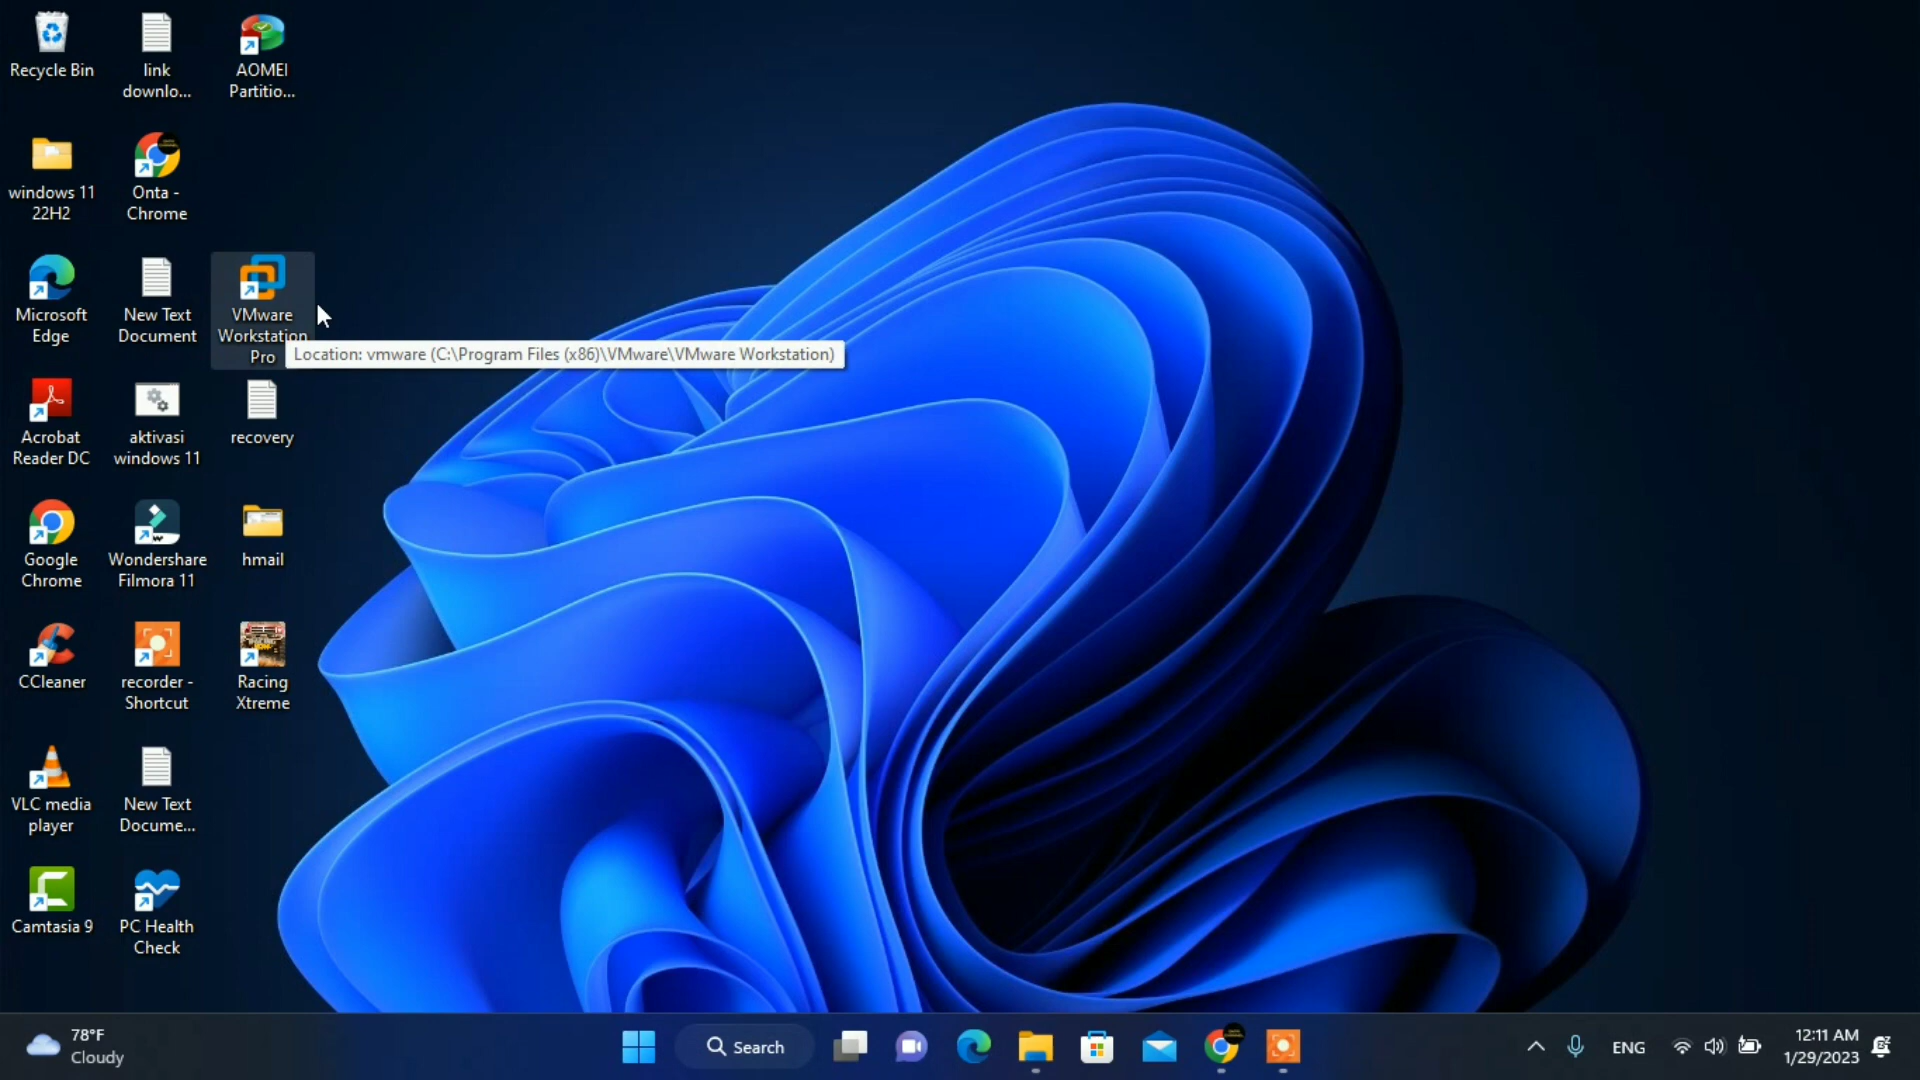 Recycle Bin
link
downlo...
AOMEI
Partitio...
windows 11
22H2
Onta -
Chrome
Microsoft
Edge
New Text
Document
VMware
Workstation
Pro
Location: vmware (C:\Program Files (x86)\VMware\VMware Workstation)
Acrobat
Reader DC
aktivasi
windows 11
recovery
Google
Chrome
Wondershare
Filmora 11
hmail
CCleaner
recorder -
Shortcut
Racing
Xtreme
VLC media
player
New Text
Docume...
Camtasia 9
PC Health
Check
78°F
Cloudy
Search
ENG
12:11 AM
1/29/2023